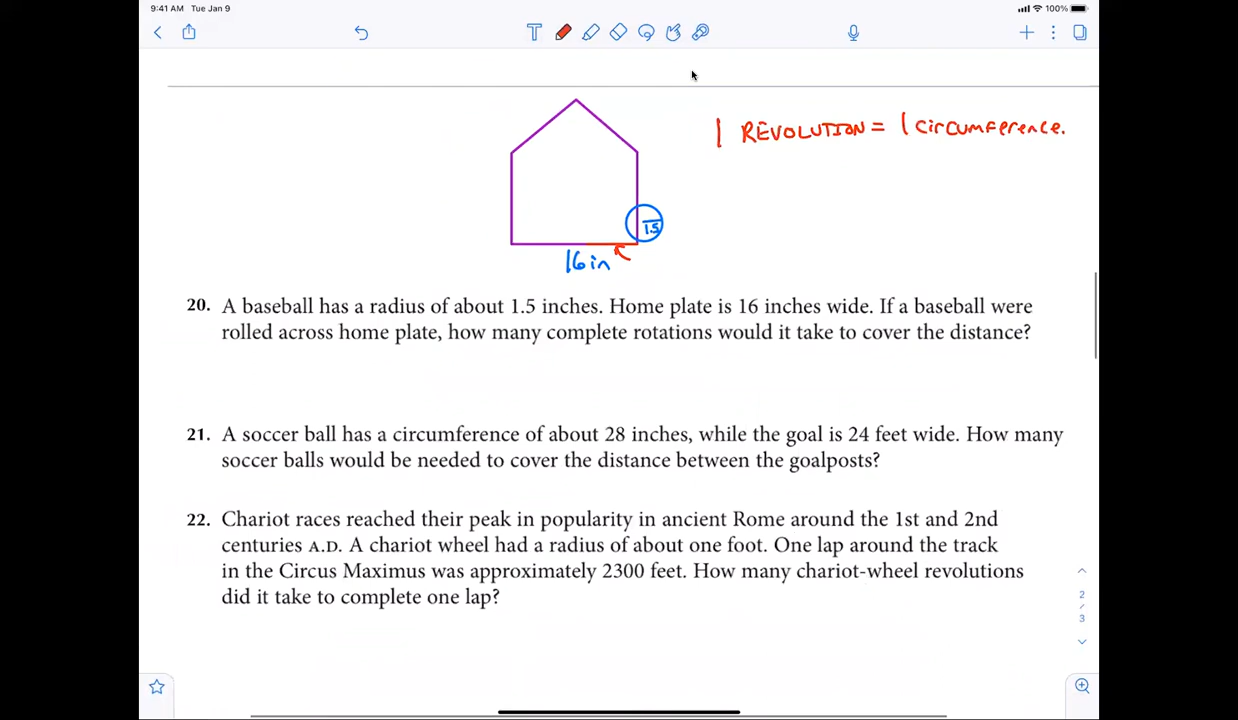 9:41 AM Tue Jan 9
100%
T
1 REVOLUTION = 1 circumference.
1.5
16in
20. A baseball has a radius of about 1.5 inches. Home plate is 16 inches wide. If a baseball were
rolled across home plate, how many complete rotations would it take to cover the distance?
21. A soccer ball has a circumference of about 28 inches, while the goal is 24 feet wide. How many
soccer balls would be needed to cover the distance between the goalposts?
22. Chariot races reached their peak in popularity in ancient Rome around the 1st and 2nd
centuries A.D. A chariot wheel had a radius of about one foot. One lap around the track
in the Circus Maximus was approximately 2300 feet. How many chariot-wheel revolutions
did it take to complete one lap?
2
/
3